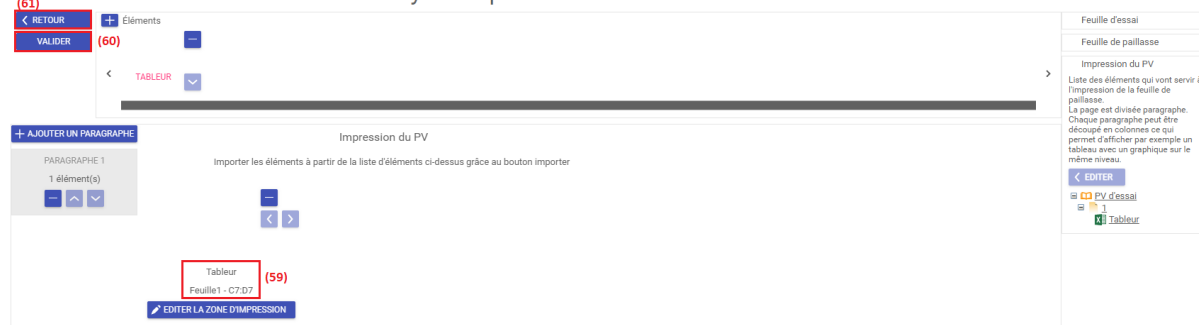 (61)
RETOUR
Éléments
VALIDER
(60)
TABLEUR
AJOUTER UN PARAGRAPHE
PARAGRAPHE 1
1 élément(s)
Impression du PV
Importer les éléments à partir de la liste d'éléments ci-dessus grâce au bouton importer
Tableur
Feuille1 - C7:D7
(59)
EDITER LA ZONE D'IMPRESSION
Feuille d'essai
Feuille de paillasse
Impression du PV
Liste des éléments qui vont servir à
l'impression de la feuille de
paillasse.
La page est divisée paragraphe.
Chaque paragraphe peut être
découpé en colonnes ce qui
permet d'afficher par exemple un
tableau avec un graphique sur le
même niveau.
EDITER
PV d'essai
1
Tableur